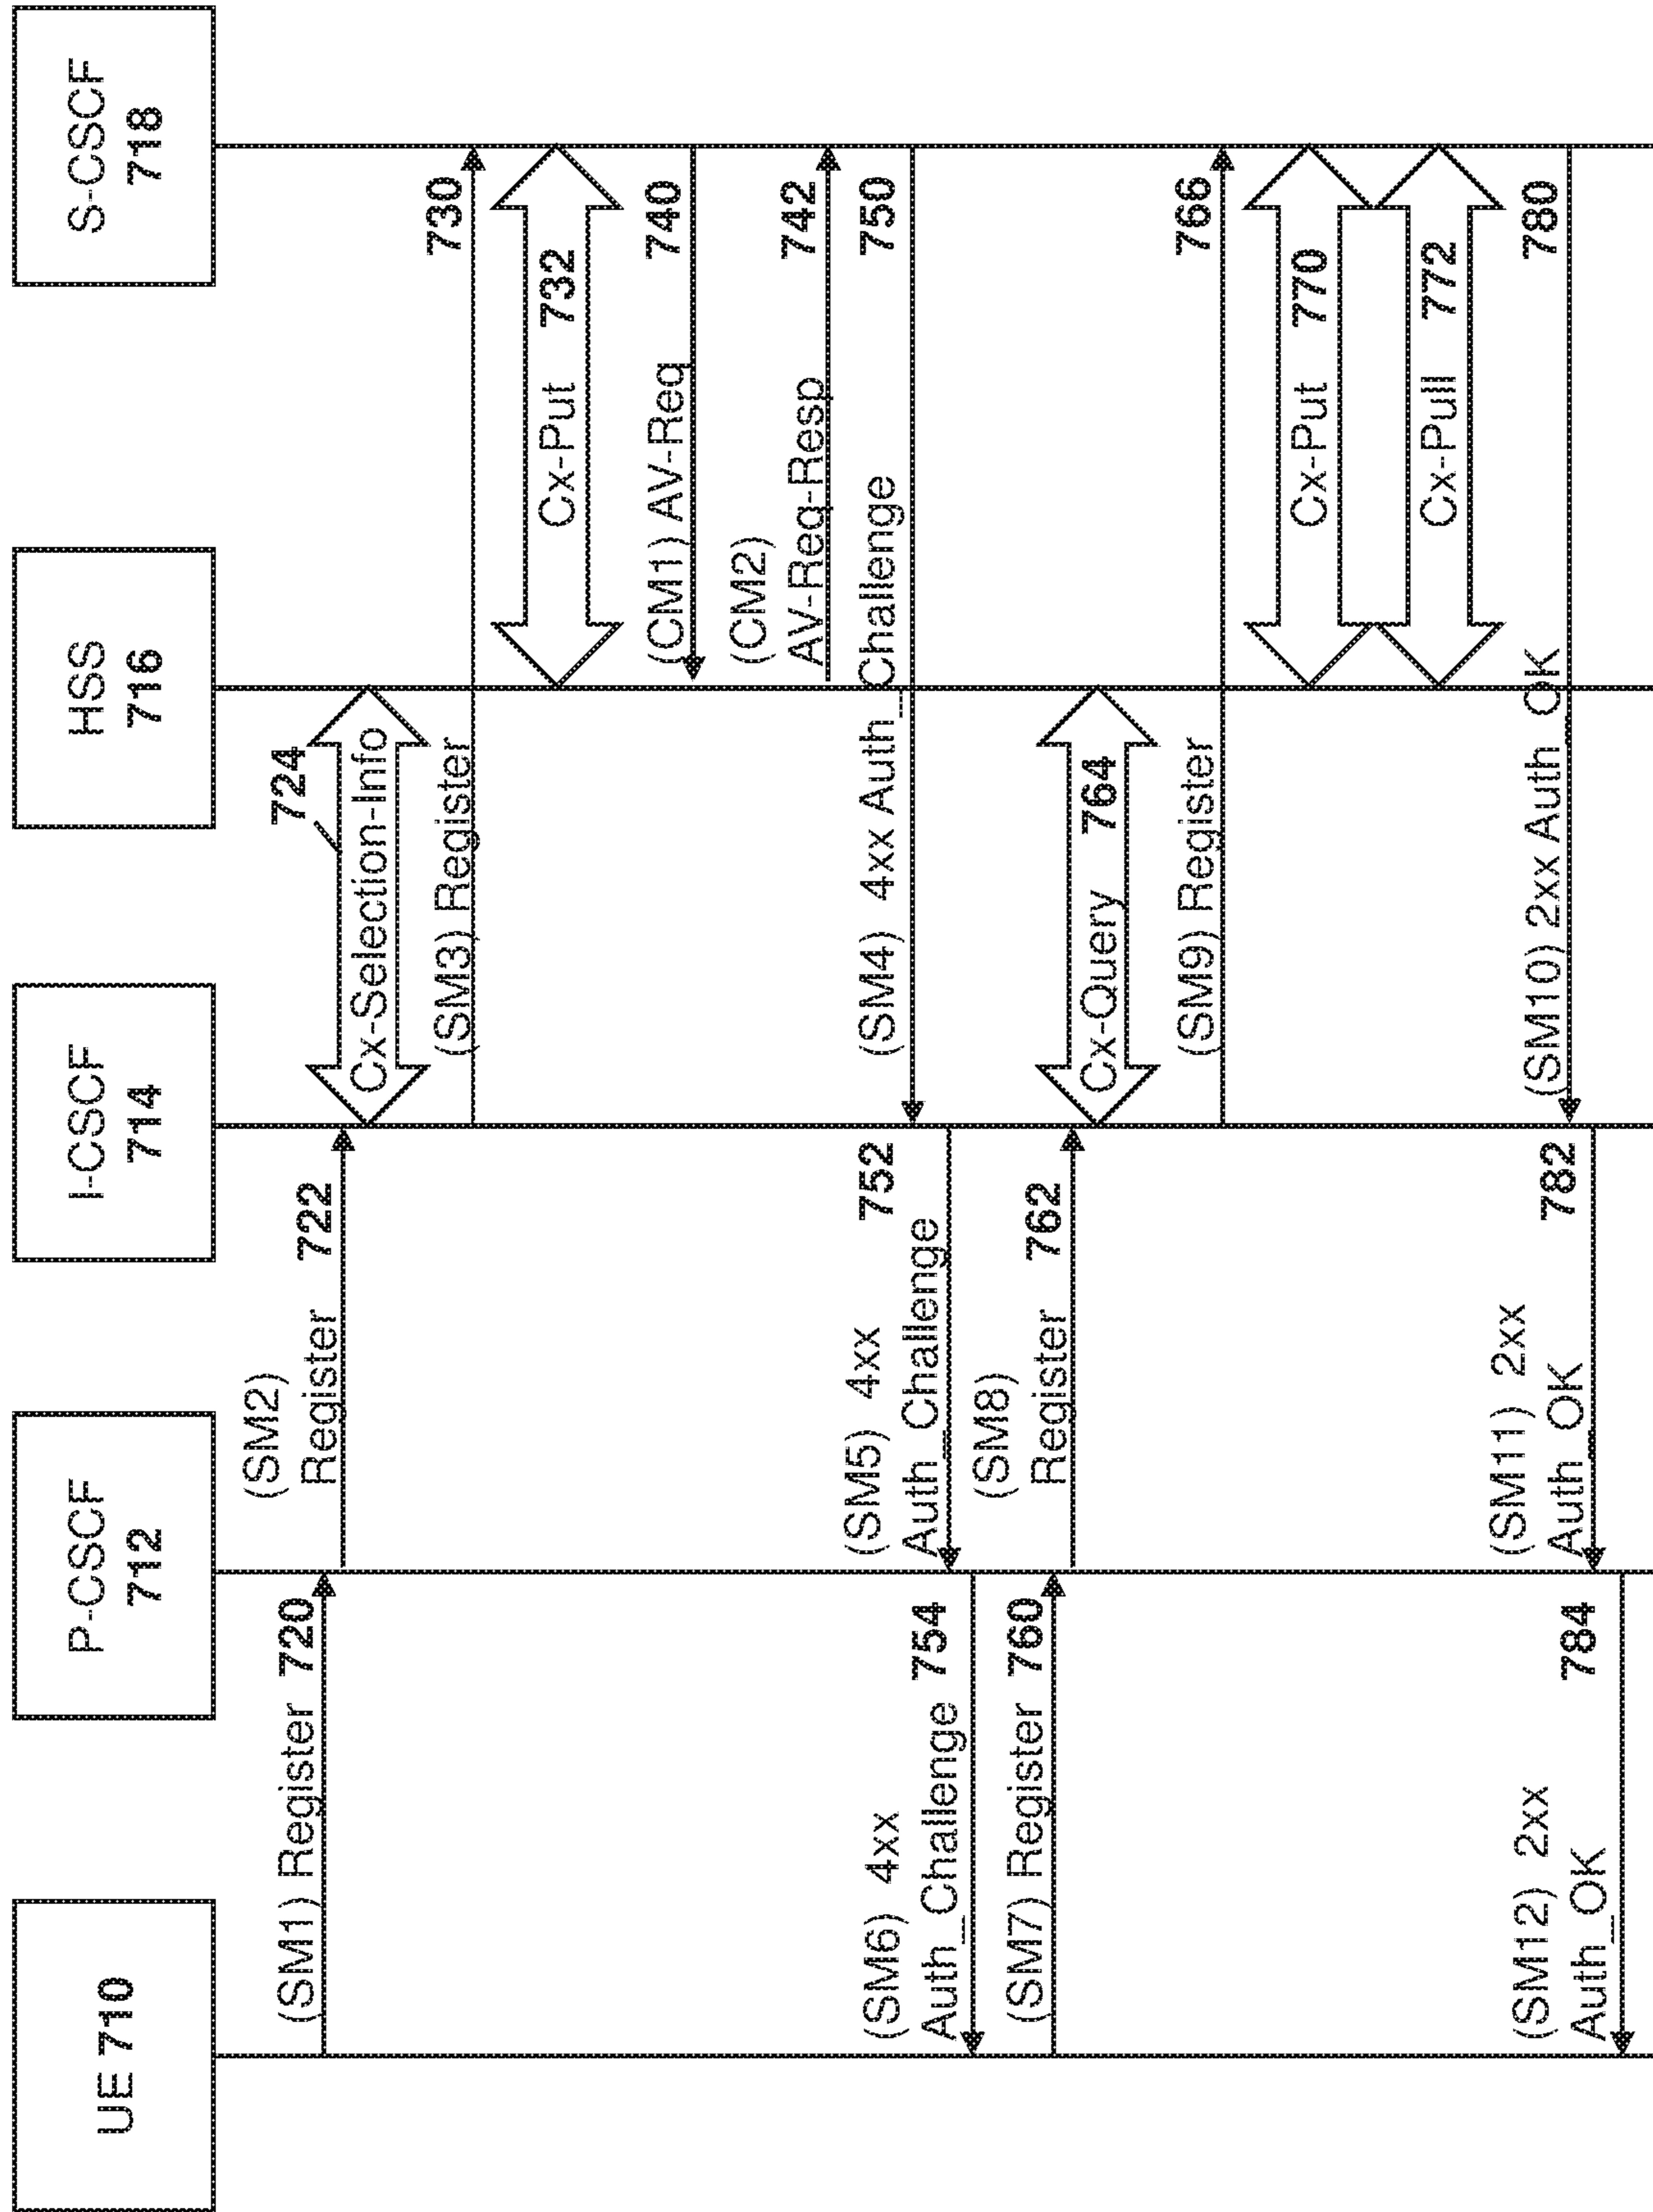 UE 710
P-CSCF
712
I-CSCF
714
HSS
716
S-CSCF
718
(SM1) Register 720
(SM2)
Register 722
724
Cx-Selection-Info
(SM3) Register
730
Cx-Put 732
(CM1) AV-Req 740
(CM2)
AV-Req-Resp 742
(SM4) 4xx Auth_Challenge 750
(SM5) 4xx 752
Auth_Challenge
(SM6) 4xx
Auth_Challenge 754
(SM7) Register 760
(SM8)
Register 762
Cx-Query 764
(SM9) Register 766
Cx-Put 770
Cx-Pull 772
(SM10) 2xx Auth_OK 780
(SM11) 2xx 782
Auth_OK
(SM12) 2xx 784
Auth_OK